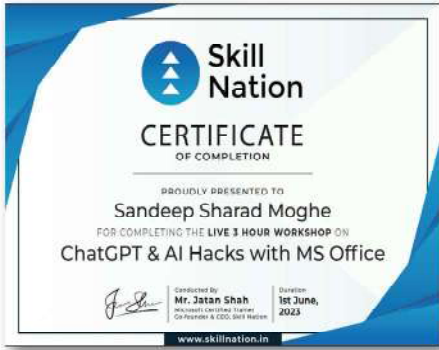 Skill
Nation
CERTIFICATE
OF COMPLETION
PROUDLY PRESENTED TO
Sandeep Sharad Moghe
FOR COMPLETING THE LIVE 3 HOUR WORKSHOP ON
ChatGPT & AI Hacks with MS Office
Conducted By
Mr. Jatan Shah
Microsoft Certified Trainer
Co-Founder & CEO, Skill Nation
Duration
1st June,
2023
www.skillnation.in